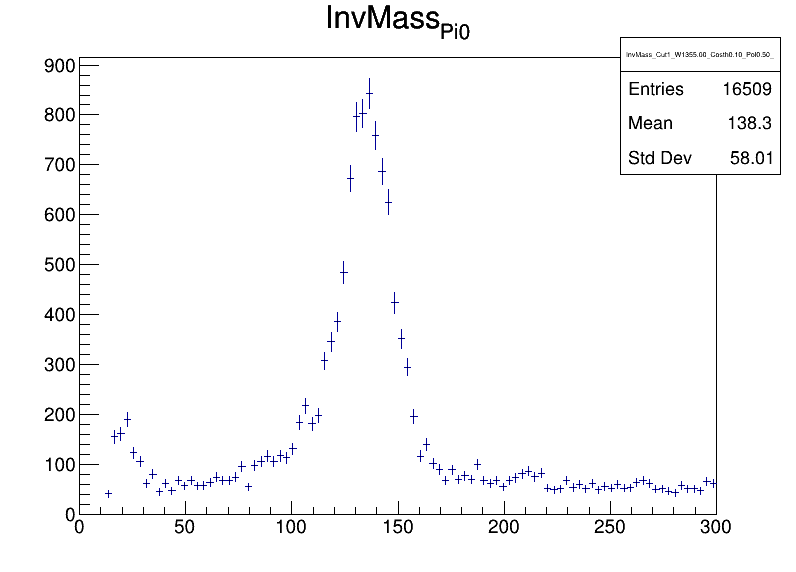 InvMass_Pi0
InvMass_Cut1_W1355.00_Costh0.10_Pol0.50_
Entries 16509
Mean 138.3
Std Dev 58.01
900
800
700
600
500
400
300
200
100
0
0 50 100 150 200 250 300